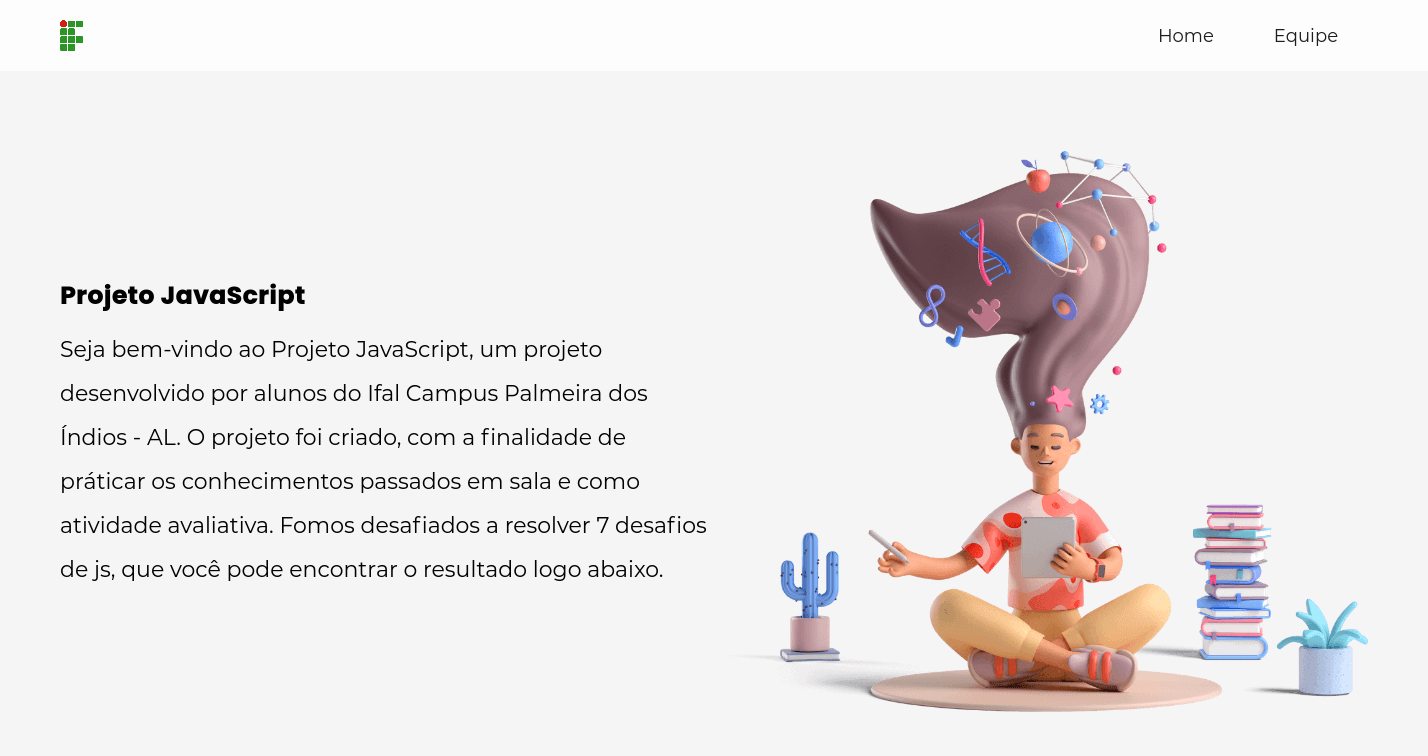 Home
Equipe
Projeto JavaScript
Seja bem-vindo ao Projeto JavaScript, um projeto
desenvolvido por alunos do Ifal Campus Palmeira dos
Índios - AL. O projeto foi criado, com a finalidade de
práticar os conhecimentos passados em sala e como
atividade avaliativa. Fomos desafiados a resolver 7 desafios
de js, que você pode encontrar o resultado logo abaixo.